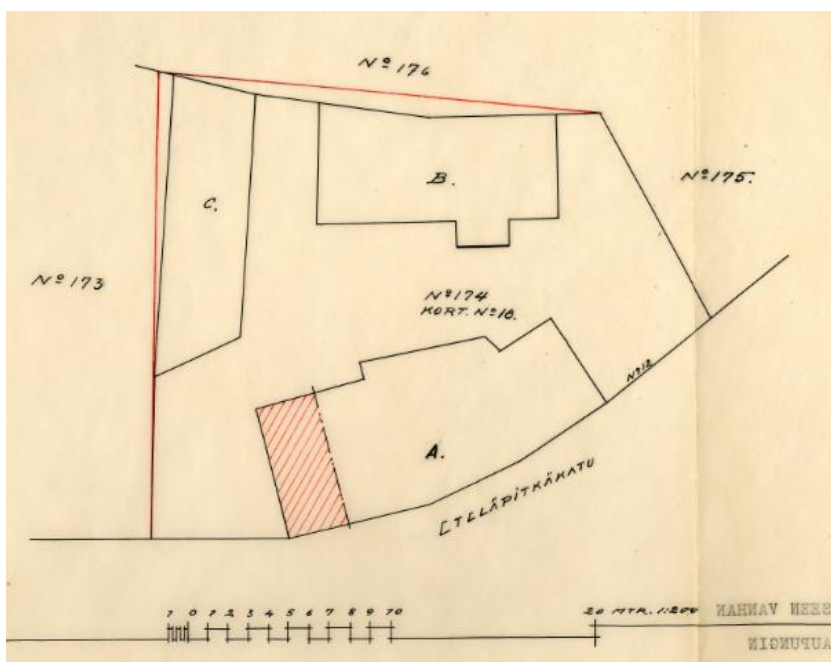 Nº 176
C.
B.
Nº 175.
Nº 173
Nº 174
KORT. Nº 18.
Nº 12
A.
ETELÄPITKÄKATU
1 0 1 2 3 4 5 6 7 8 9 10
20 MTR. 1:200
SEEN VANHAN
AUPUNGIN